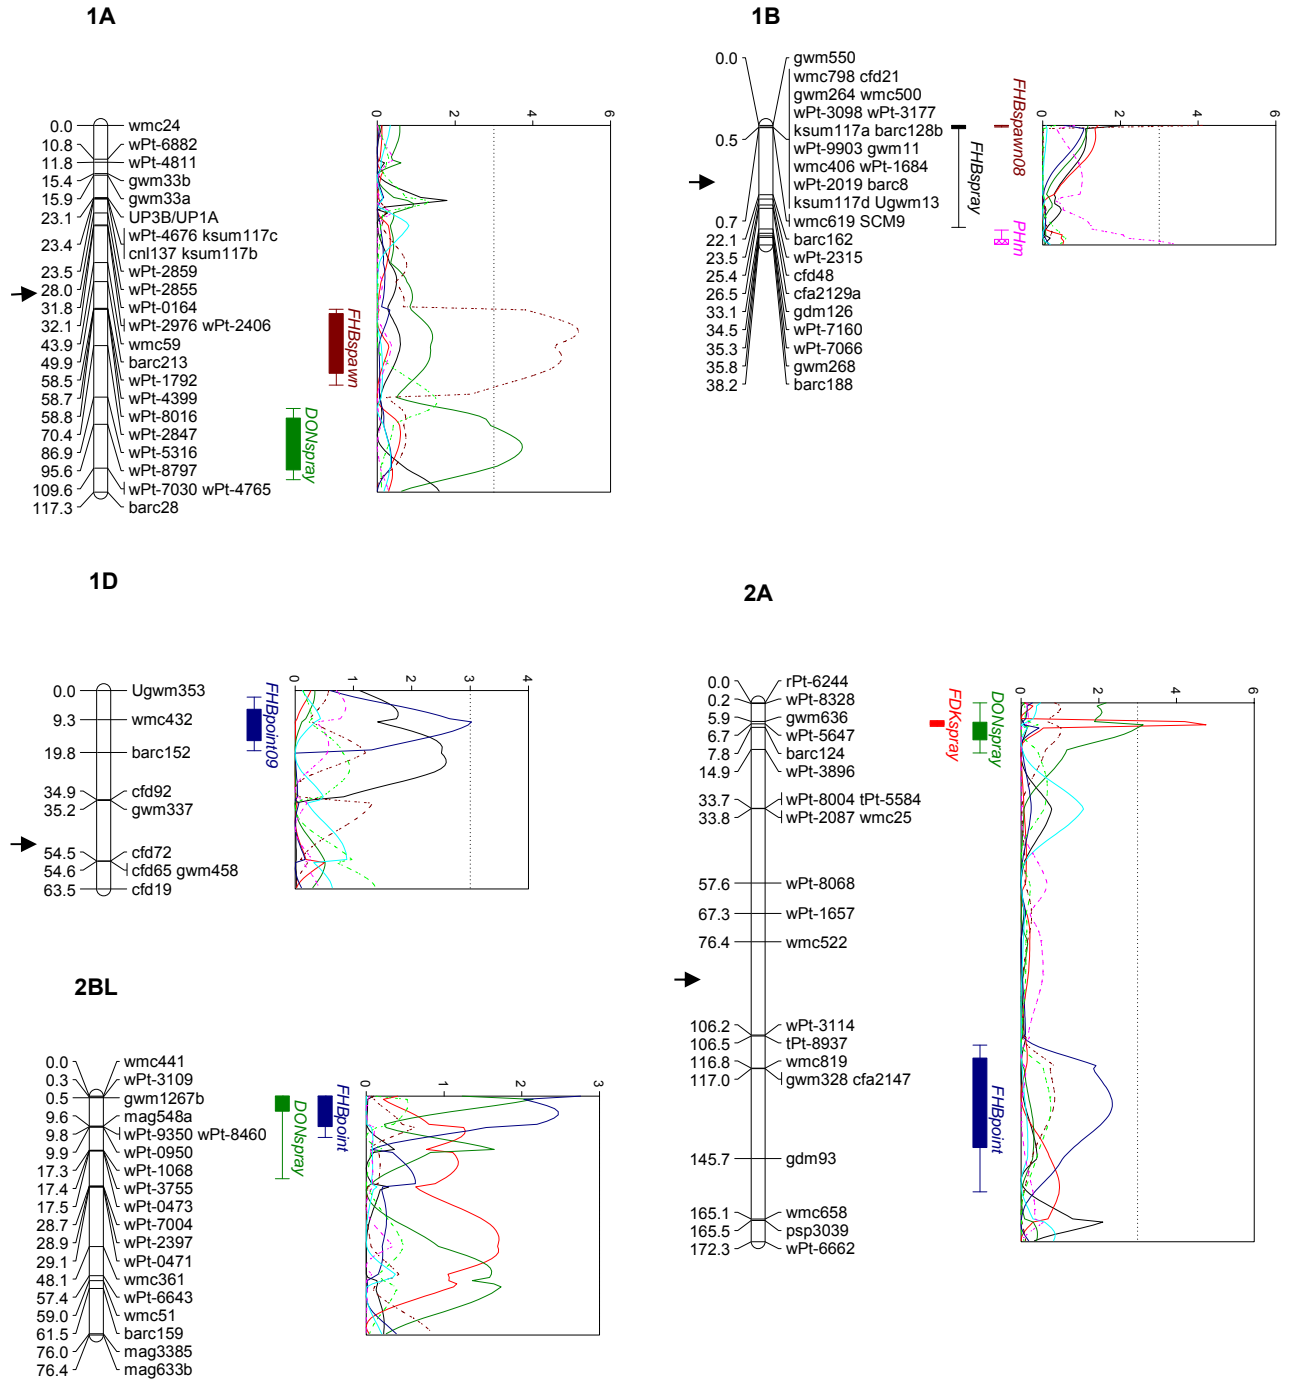 1A
0.0 wmc24
10.8 wPt-6882
11.8 wPt-4811
15.4 gwm33b
15.9 gwm33a
23.1 UP3B/UP1A
23.4 wPt-4676 ksum117c
cnl137 ksum117b
23.5 wPt-2859
28.0 wPt-2855
31.8 wPt-0164
32.1 wPt-2976 wPt-2406
43.9 wmc59
49.9 barc213
58.5 wPt-1792
58.7 wPt-4399
58.8 wPt-8016
70.4 wPt-2847
86.9 wPt-5316
95.6 wPt-8797
109.6 wPt-7030 wPt-4765
117.3 barc28
FHBspawn
DONspray
0 2 4 6
1B
0.0 gwm550
wmc798 cfd21
gwm264 wmc500
wPt-3098 wPt-3177
0.5 ksum117a barc128b
wPt-9903 gwm11
wmc406 wPt-1684
wPt-2019 barc8
ksum117d Ugwm13
0.7 wmc619 SCM9
22.1 barc162
23.5 wPt-2315
25.4 cfd48
26.5 cfa2129a
33.1 gdm126
34.5 wPt-7160
35.3 wPt-7066
35.8 gwm268
38.2 barc188
FHBspray
FHBspawn08
PHm
0 2 4 6
1D
0.0 Ugwm353
9.3 wmc432
19.8 barc152
34.9 cfd92
35.2 gwm337
54.5 cfd72
54.6 cfd65 gwm458
63.5 cfd19
FHBpoint09
0 1 2 3 4
2A
0.0 rPt-6244
0.2 wPt-8328
5.9 gwm636
6.7 wPt-5647
7.8 barc124
14.9 wPt-3896
33.7 wPt-8004 tPt-5584
33.8 wPt-2087 wmc25
57.6 wPt-8068
67.3 wPt-1657
76.4 wmc522
106.2 wPt-3114
106.5 tPt-8937
116.8 wmc819
117.0 gwm328 cfa2147
145.7 gdm93
165.1 wmc658
165.5 psp3039
172.3 wPt-6662
FDKspray
DONspray
FHBpoint
0 2 4 6
2BL
0.0 wmc441
0.3 wPt-3109
0.5 gwm1267b
9.6 mag548a
9.8 wPt-9350 wPt-8460
9.9 wPt-0950
17.3 wPt-1068
17.4 wPt-3755
17.5 wPt-0473
28.7 wPt-7004
28.9 wPt-2397
29.1 wPt-0471
48.1 wmc361
57.4 wPt-6643
59.0 wmc51
61.5 barc159
76.0 mag3385
76.4 mag633b
DONspray
FHBpoint
0 1 2 3